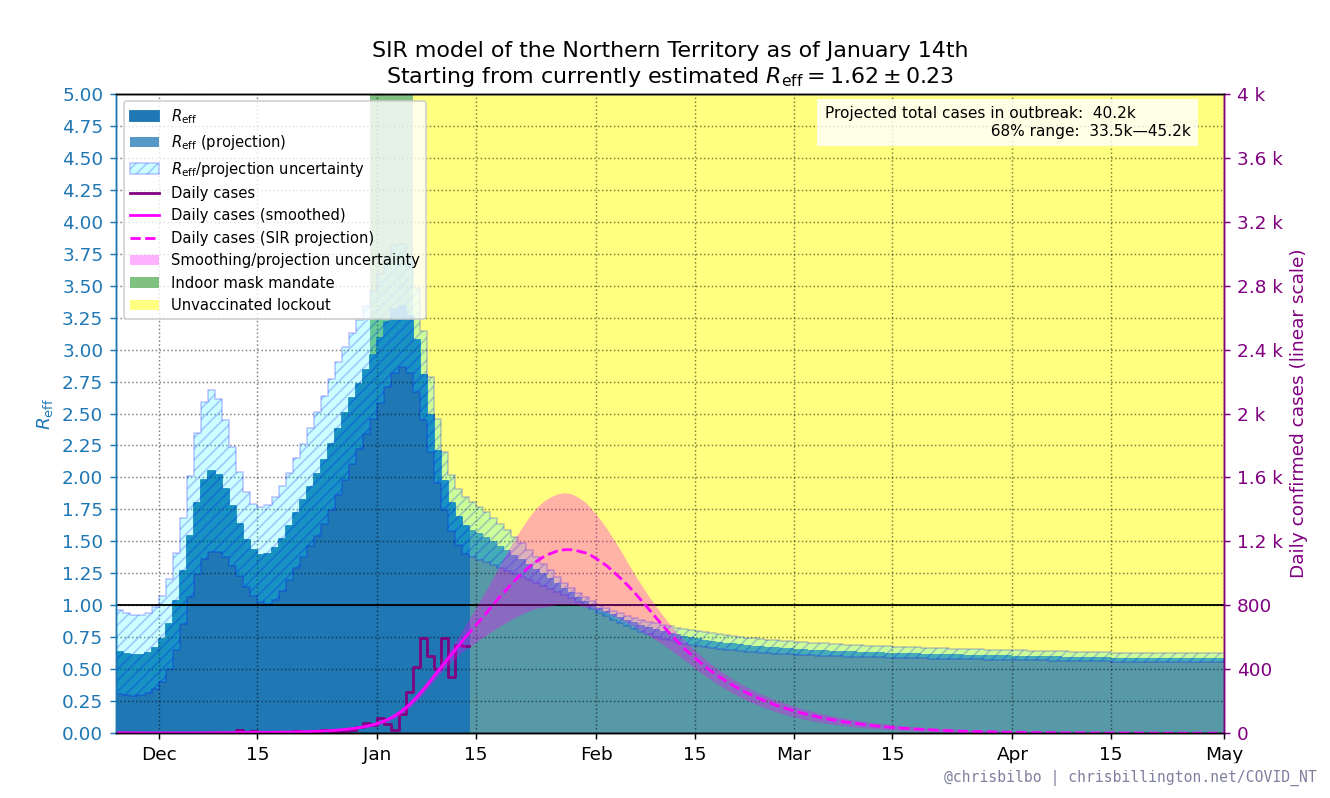 SIR model of the Northern Territory as of January 14th
Starting from currently estimated R_eff = 1.62 ± 0.23
5.00
4.75
4.50
4.25
4.00
3.75
3.50
3.25
3.00
2.75
2.50
2.25
2.00
1.75
1.50
1.25
1.00
0.75
0.50
0.25
0.00
R_eff
R_eff
R_eff (projection)
R_eff/projection uncertainty
Daily cases
Daily cases (smoothed)
Daily cases (SIR projection)
Smoothing/projection uncertainty
Indoor mask mandate
Unvaccinated lockout
Projected total cases in outbreak: 40.2k
68% range: 33.5k—45.2k
4 k
3.6 k
3.2 k
2.8 k
2.4 k
2 k
1.6 k
1.2 k
800
400
0
Daily confirmed cases (linear scale)
Dec 15 Jan 15 Feb 15 Mar 15 Apr 15 May
@chrisbilbo | chrisbillington.net/COVID_NT